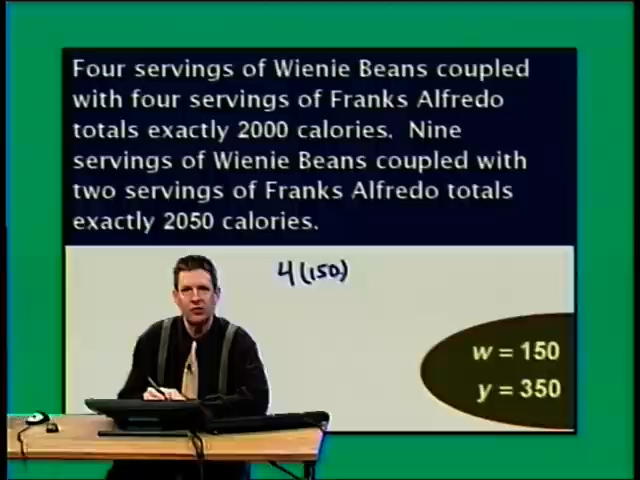 Four servings of Wienie Beans coupled
with four servings of Franks Alfredo
totals exactly 2000 calories. Nine
servings of Wienie Beans coupled with
two servings of Franks Alfredo totals
exactly 2050 calories.
4(150)
w = 150
y = 350